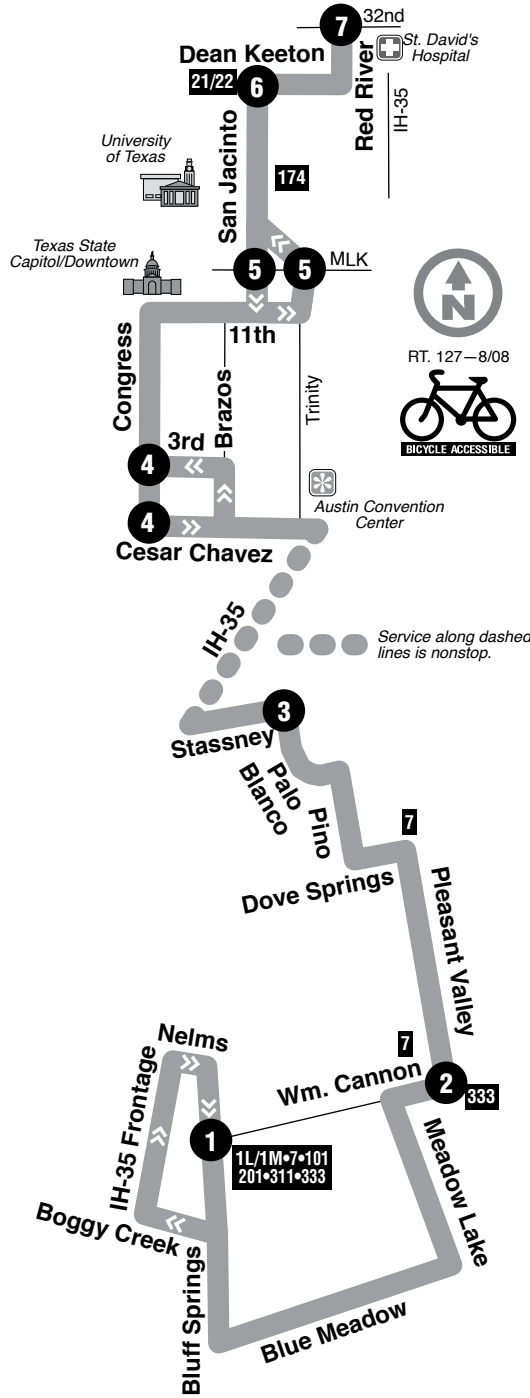 7
32nd
St. David's
Hospital
Dean Keeton
21/22
6
Red River
IH-35
University
of Texas
San Jacinto
174
Texas State
Capitol/Downtown
5
5
MLK
N
11th
RT. 127—8/08
BICYCLE ACCESSIBLE
Congress
Brazos
Trinity
3rd
4
4
Austin Convention
Center
Cesar Chavez
IH-35
Service along dashed
lines is nonstop.
3
Stassney
Palo
Blanco
Pino
7
Dove Springs
Pleasant Valley
Nelms
7
Wm. Cannon
2
333
IH-35 Frontage
1
1L/1M•7•101
201•311•333
Meadow Lake
Boggy Creek
Bluff Springs
Blue Meadow